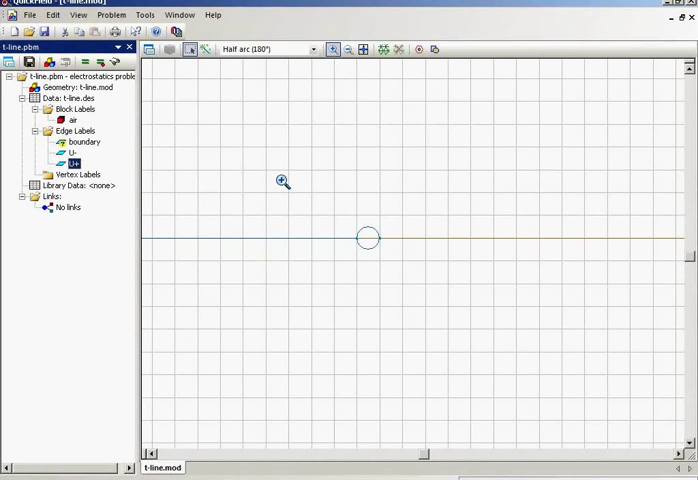 QuickField - [t-line.mod]
File Edit View Problem Tools Window Help
t-line.pbm
Half arc (180°)
t-line.pbm - electrostatics proble
Geometry: t-line.mod
Data: t-line.des
Block Labels
air
Edge Labels
boundary
U-
U+
Vertex Labels
Library Data: <none>
Links:
No links
t-line.mod